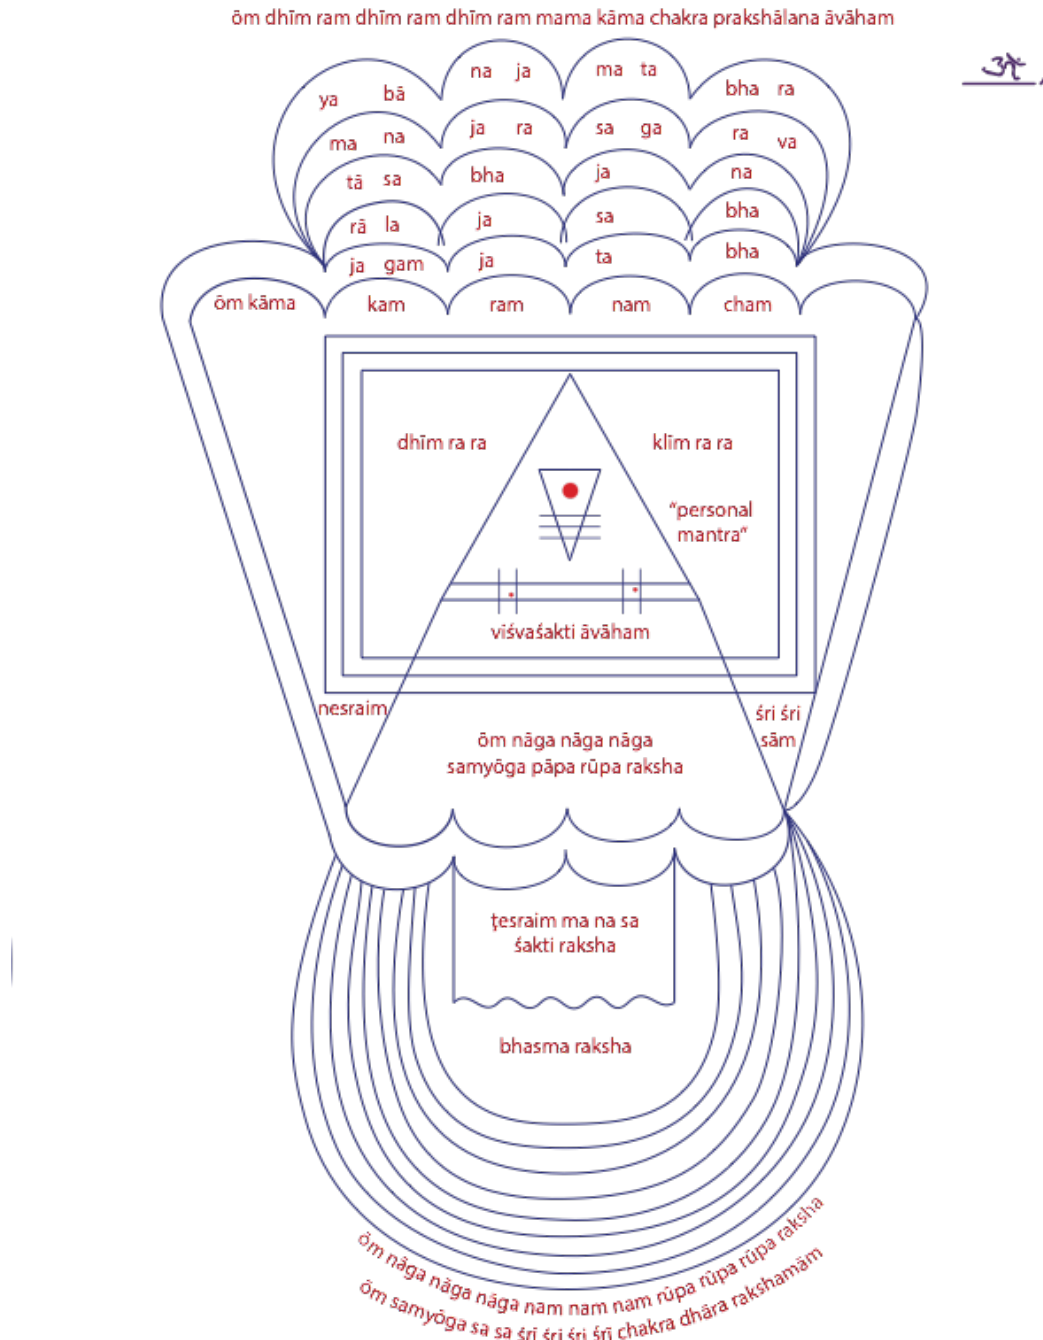 ōm dhīm ram dhīm ram dhīm ram mama kāma chakra prakshālana āvāham
ya bā na ja ma ta bha ra
ma na ja ra sa ga ra va
tā sa bha ja na
rā la ja sa bha
ja gam ja ta bha
ōm kāma kam ram nam cham
dhīm ra ra klīm ra ra
"personal
mantra"
viśvaśakti āvāham
nesraim
śri śri
sām
ōm nāga nāga nāga
samyōga pāpa rūpa raksha
ţesraim ma na sa
śakti raksha
bhasma raksha
ōm nāga nāga nāga nam nam nam rūpa rūpa rūpa raksha
ōm samyōga sa sa śrī śri śri śrī chakra dhāra rakshamām